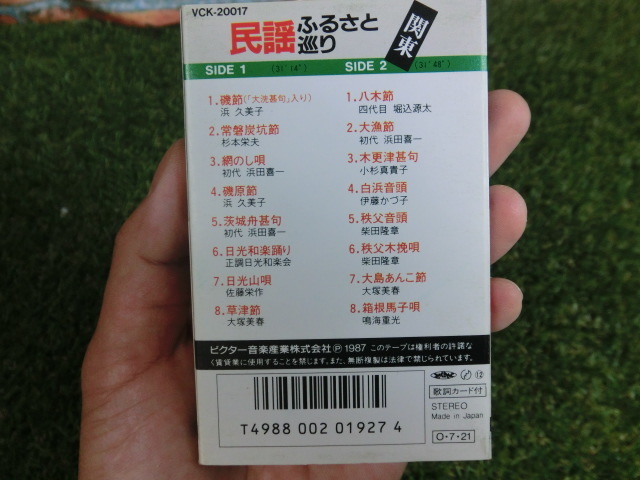 VCK-20017
民謡 ふるさと巡り 関東
SIDE 1 (31'14")
1.磯節(「大洗甚句」入り)
浜 久美子
2.常磐炭坑節
杉本栄夫
3.網のし唄
初代 浜田喜一
4.磯原節
浜 久美子
5.茨城舟甚句
初代 浜田喜一
6.日光和楽踊り
正調日光和楽会
7.日光山唄
佐藤栄作
8.草津節
大塚美春
SIDE 2 (31'48")
1.八木節
四代目 堀込源太
2.大漁節
初代 浜田喜一
3.木更津甚句
小杉真貴子
4.白浜音頭
伊藤かづ子
5.秩父音頭
柴田隆章
6.秩父木挽唄
柴田隆章
7.大島あんこ節
大塚美春
8.箱根馬子唄
鳴海重光
ビクター音楽産業株式会社Ⓟ1987 このテープは権利者の許諾な
く賃貸業に使用することを禁じます。また、無断複製は法律で禁じられています。
T4988 002 01927 4
⑫
歌詞カード付
STEREO
Made in Japan
O・7・21